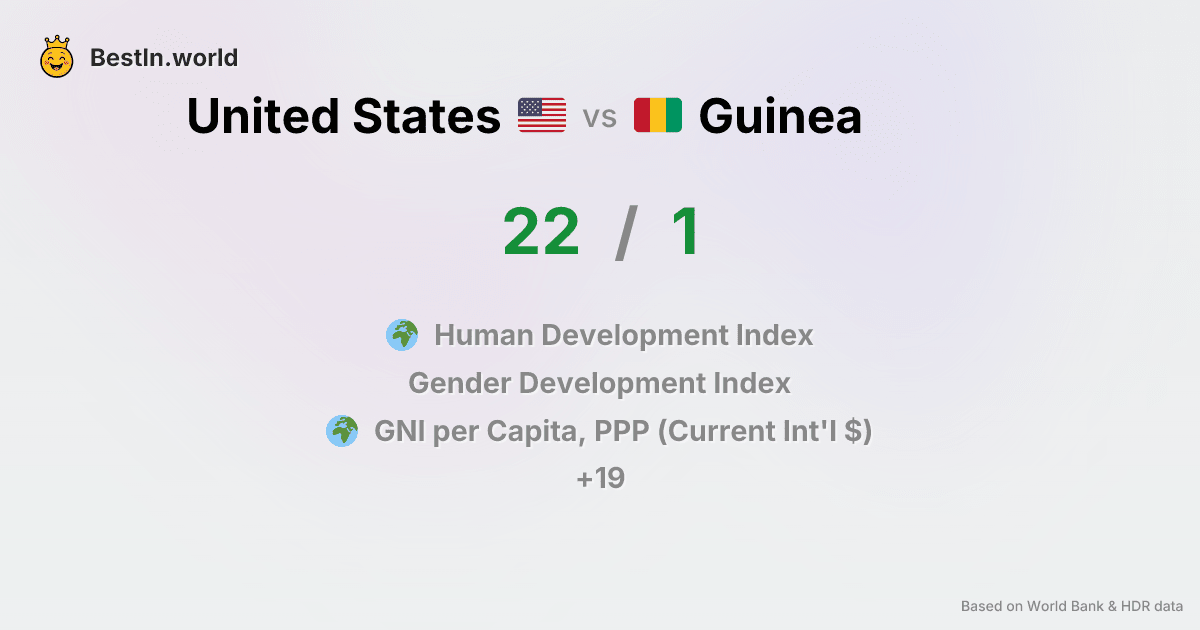 BestIn.world
United States vs Guinea
22 / 1
Human Development Index
Gender Development Index
GNI per Capita, PPP (Current Int'l $)
+19
Based on World Bank & HDR data